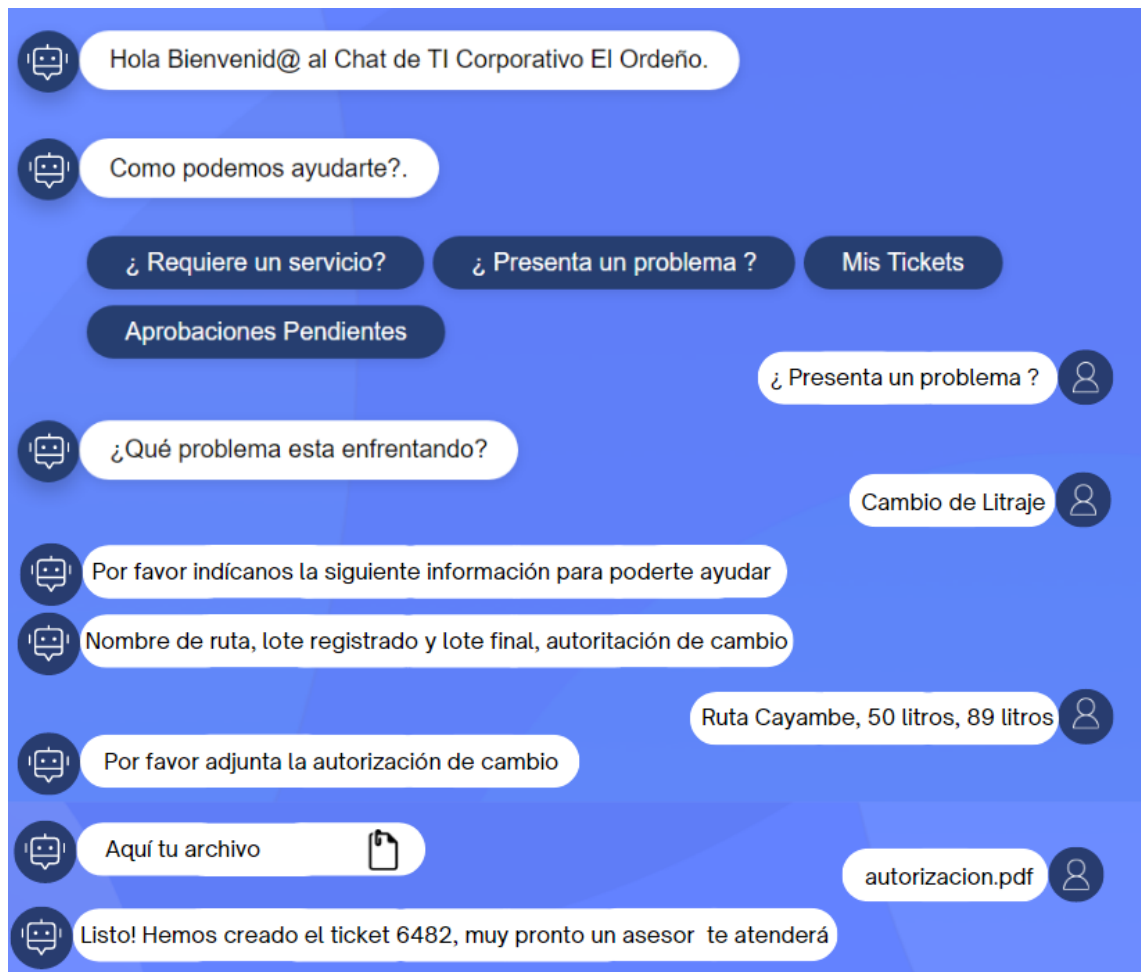 Hola Bienvenid@ al Chat de TI Corporativo El Ordeño.
Como podemos ayudarte?.
¿ Requiere un servicio?
¿ Presenta un problema ?
Mis Tickets
Aprobaciones Pendientes
¿ Presenta un problema ?
¿Qué problema esta enfrentando?
Cambio de Litraje
Por favor indícanos la siguiente información para poderte ayudar
Nombre de ruta, lote registrado y lote final, autoritación de cambio
Ruta Cayambe, 50 litros, 89 litros
Por favor adjunta la autorización de cambio
Aquí tu archivo
autorizacion.pdf
Listo! Hemos creado el ticket 6482, muy pronto un asesor  te atenderá